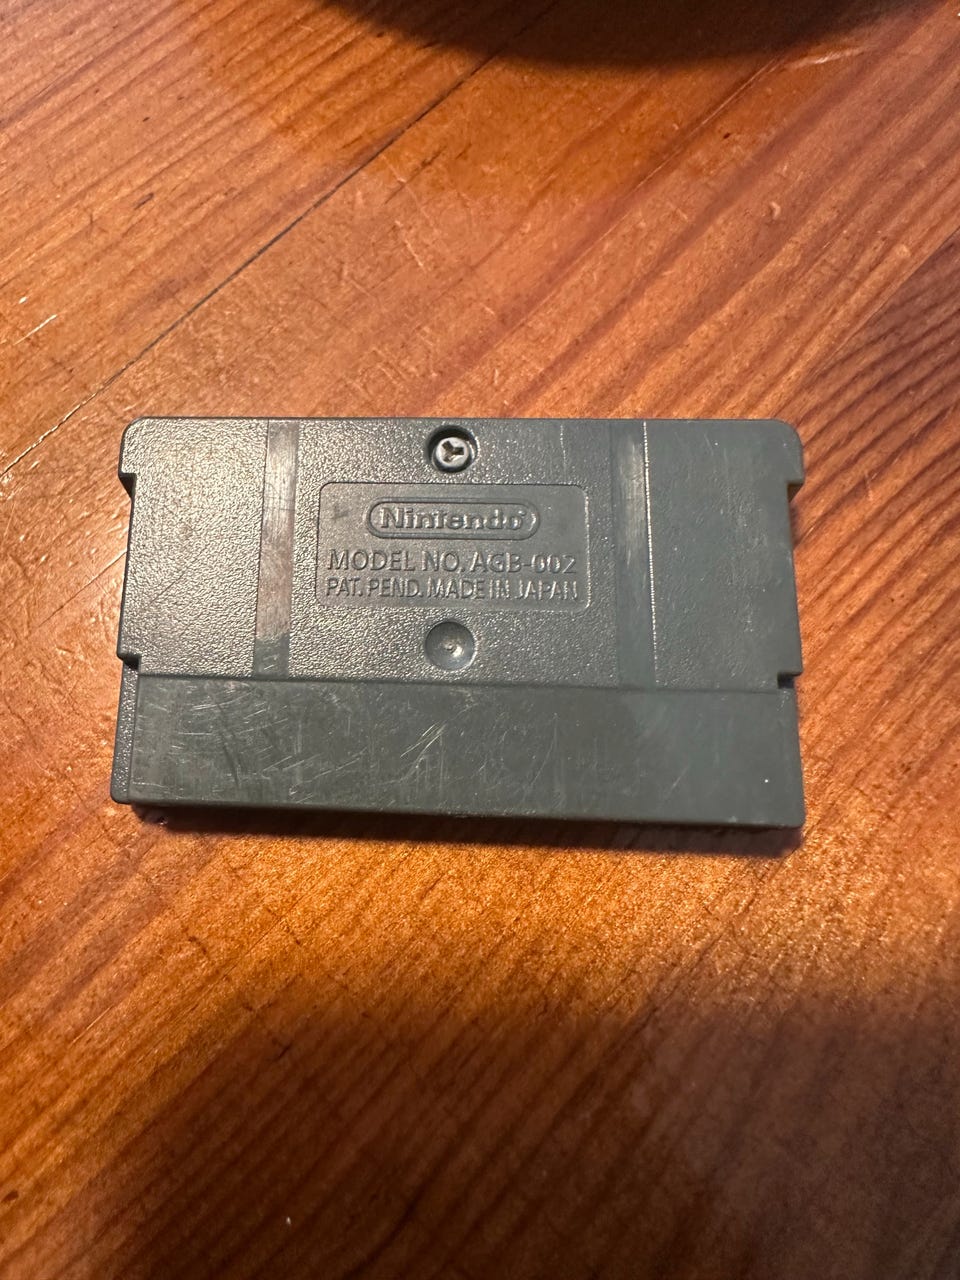 Nintendo
MODEL NO. AGB-002
PAT. PEND. MADE IN JAPAN